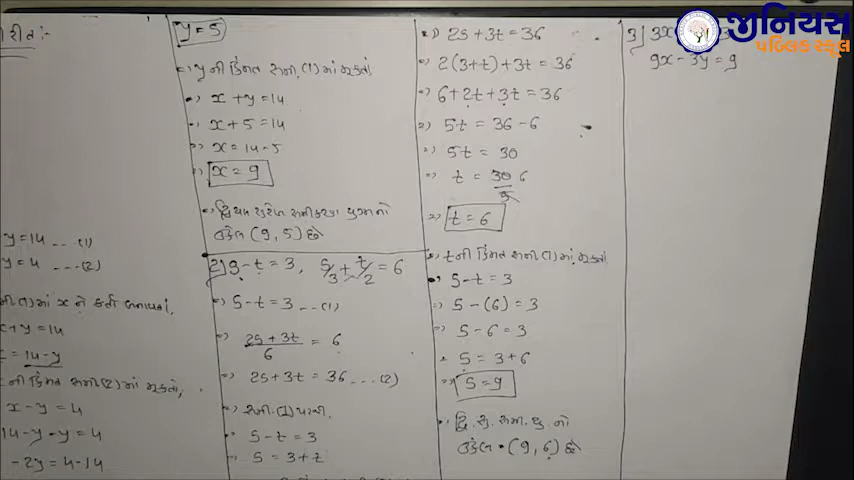 રીત:-
y = 14 ... (1)
y = 4 ... (2)
x + y = 14
x = 14 - y
ની કિંમત સમી.(2)માં મૂકતાં,
x - y = 4
14 - y - y = 4
- 2y = 4 - 14
y = 5
=> y ની કિંમત સમી.(1)માં મૂકતાં
=> x + y = 14
=> x + 5 = 14
=> x = 14 - 5
=> x = 9
=> દ્વિચલ સુરેખ સમીકરણ યુગ્મનો
ઉકેલ (9, 5) છે
2) s - t = 3, s/3 + t/2 = 6
=> s - t = 3 ... (1)
=> 2s + 3t / 6 = 6
=> 2s + 3t = 36 ... (2)
=> સમી.(1) પરથી,
s - t = 3
s = 3 + t
=> 2s + 3t = 36
=> 2(3+t) + 3t = 36
=> 6 + 2t + 3t = 36
=> 5t = 36 - 6
=> 5t = 30
=> t = 30/5 6
=> t = 6
=> t ની કિંમત સમી.(1)માં મૂકતાં
s - t = 3
=> s - (6) = 3
=> s - 6 = 3
s = 3 + 6
=> s = 9
દ્વિ. સુ. સમી. યુ. નો
ઉકેલ (9, 6) છે
3) 3x
9x - 3y = 9
જીનિયસ
પબ્લિક સ્કૂલ